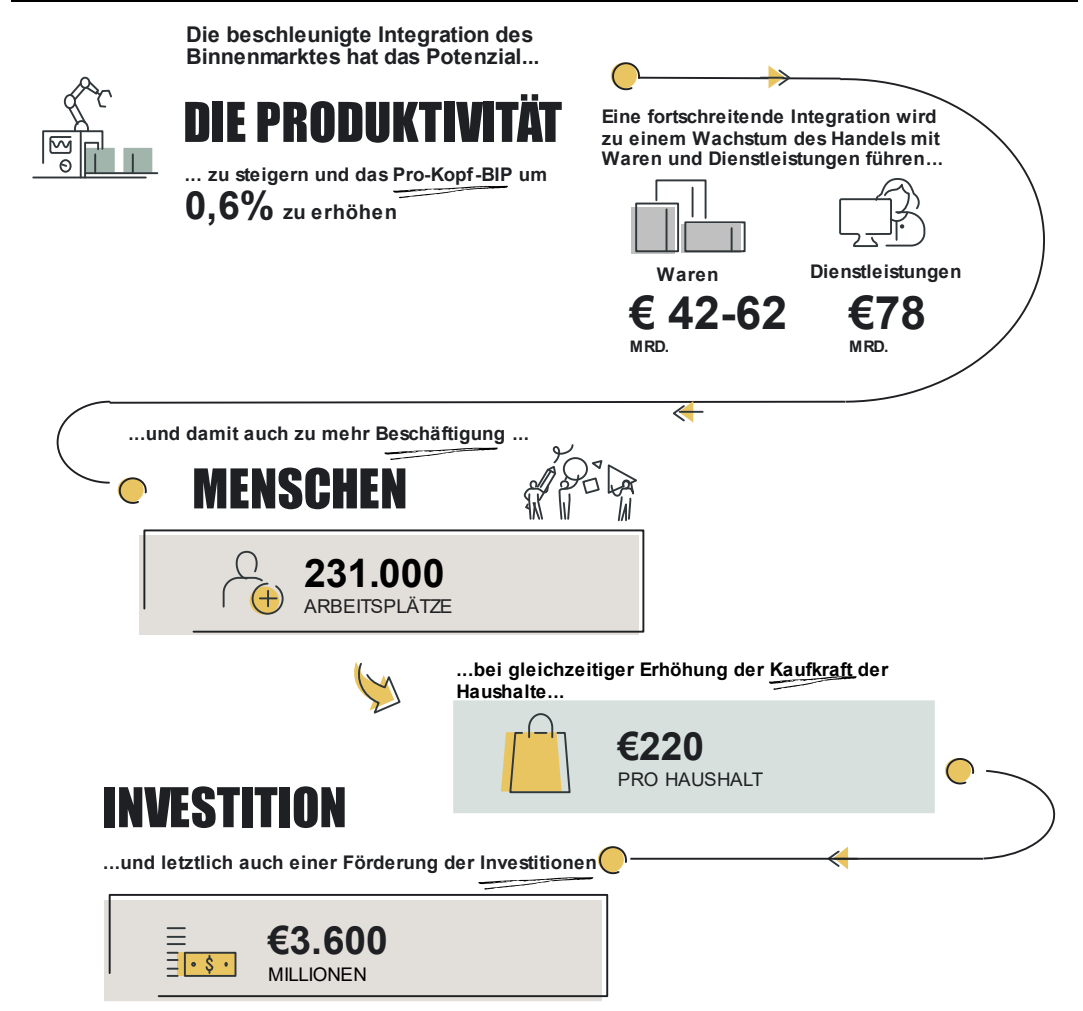 Die beschleunigte Integration des
Binnenmarktes hat das Potenzial...
DIE PRODUKTIVITÄT
... zu steigern und das Pro-Kopf-BIP um
0,6% zu erhöhen
Eine fortschreitende Integration wird
zu einem Wachstum des Handels mit
Waren und Dienstleistungen führen...
Waren
€ 42-62
MRD.
Dienstleistungen
€78
MRD.
...und damit auch zu mehr Beschäftigung ...
MENSCHEN
231.000
ARBEITSPLÄTZE
...bei gleichzeitiger Erhöhung der Kaufkraft der
Haushalte...
€220
PRO HAUSHALT
INVESTITION
...und letztlich auch einer Förderung der Investitionen
$
€3.600
MILLIONEN